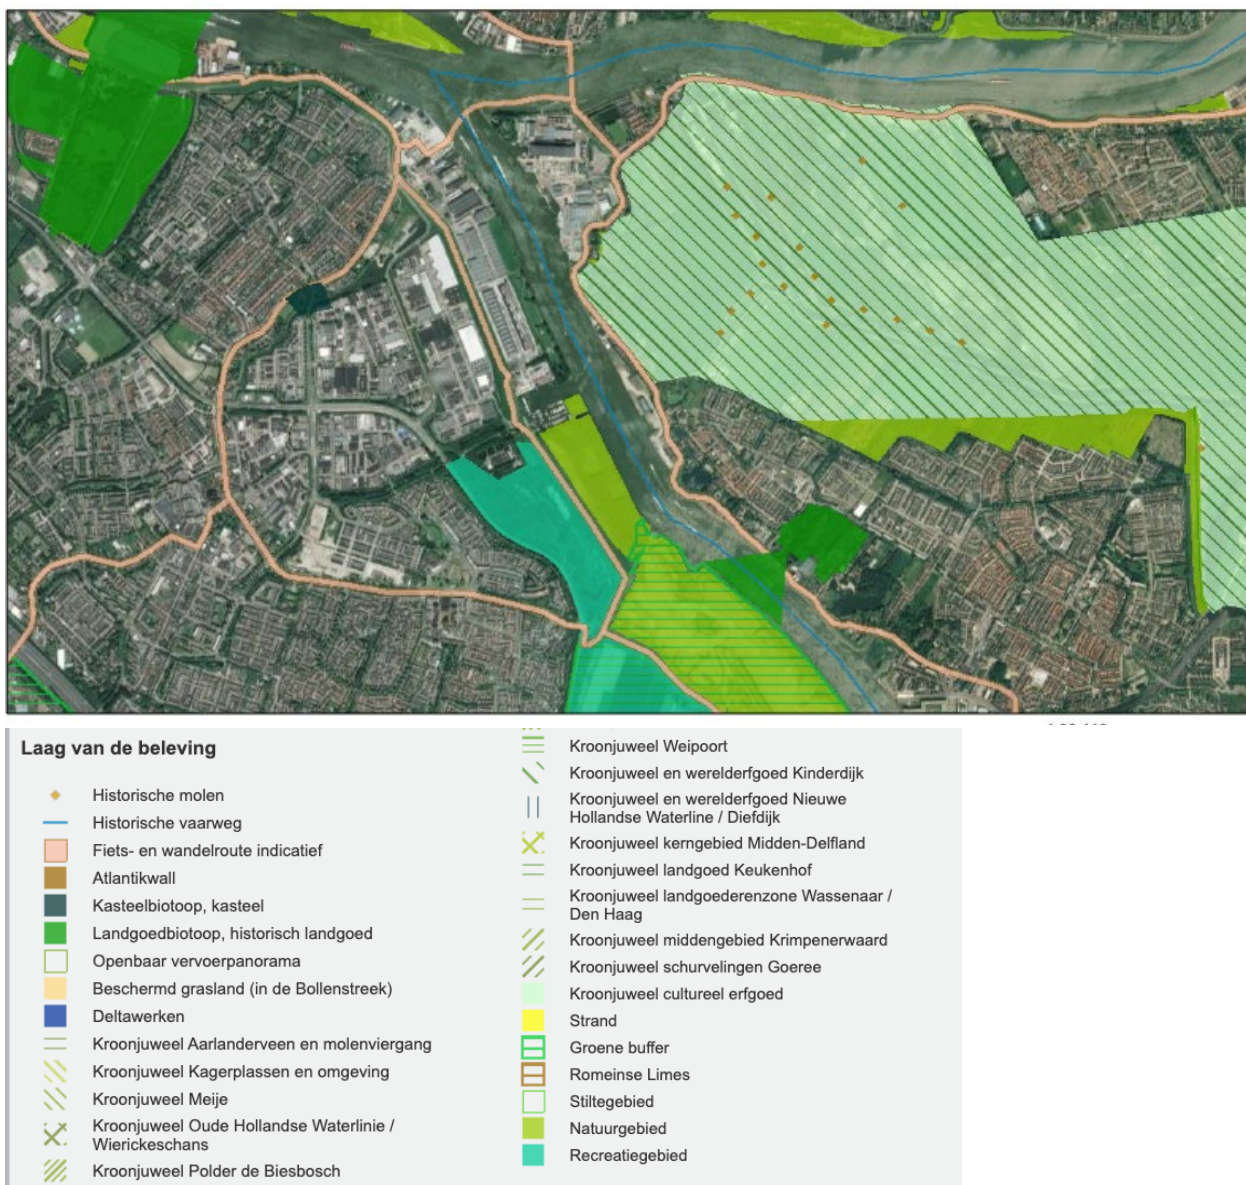 Laag van de beleving
Historische molen
Historische vaarweg
Fiets- en wandelroute indicatief
Atlantikwall
Kasteelbiotoop, kasteel
Landgoedbiotoop, historisch landgoed
Openbaar vervoerpanorama
Beschermd grasland (in de Bollenstreek)
Deltawerken
Kroonjuweel Aarlanderveen en molenviergang
Kroonjuweel Kagerplassen en omgeving
Kroonjuweel Meije
Kroonjuweel Oude Hollandse Waterlinie /
Wierickeschans
Kroonjuweel Polder de Biesbosch
Kroonjuweel Weipoort
Kroonjuweel en werelderfgoed Kinderdijk
Kroonjuweel en werelderfgoed Nieuwe
Hollandse Waterline / Diefdijk
Kroonjuweel kerngebied Midden-Delfland
Kroonjuweel landgoed Keukenhof
Kroonjuweel landgoederenzone Wassenaar /
Den Haag
Kroonjuweel middengebied Krimpenerwaard
Kroonjuweel schurvelingen Goeree
Kroonjuweel cultureel erfgoed
Strand
Groene buffer
Romeinse Limes
Stiltegebied
Natuurgebied
Recreatiegebied